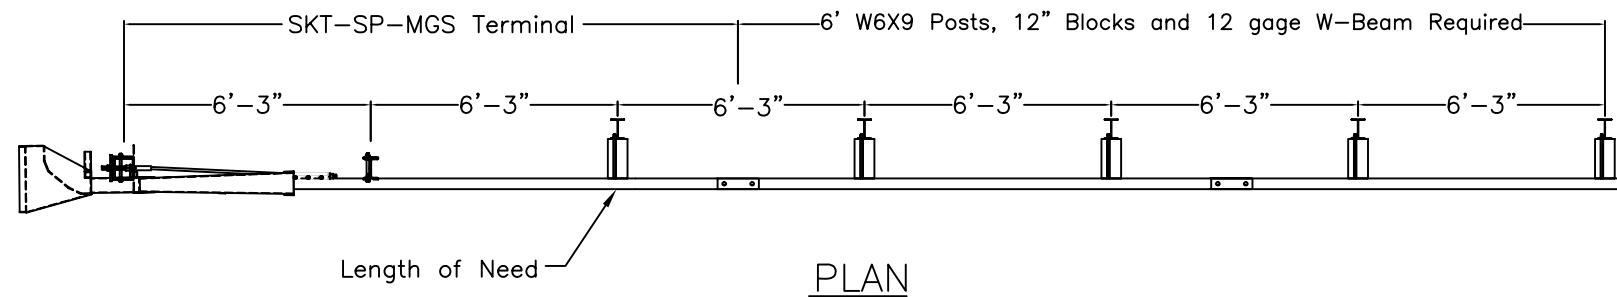 SKT-SP-MGS Terminal
6' W6X9 Posts, 12" Blocks and 12 gage W-Beam Required
6'-3" 6'-3" 6'-3" 6'-3" 6'-3" 6'-3"
Length of Need
PLAN